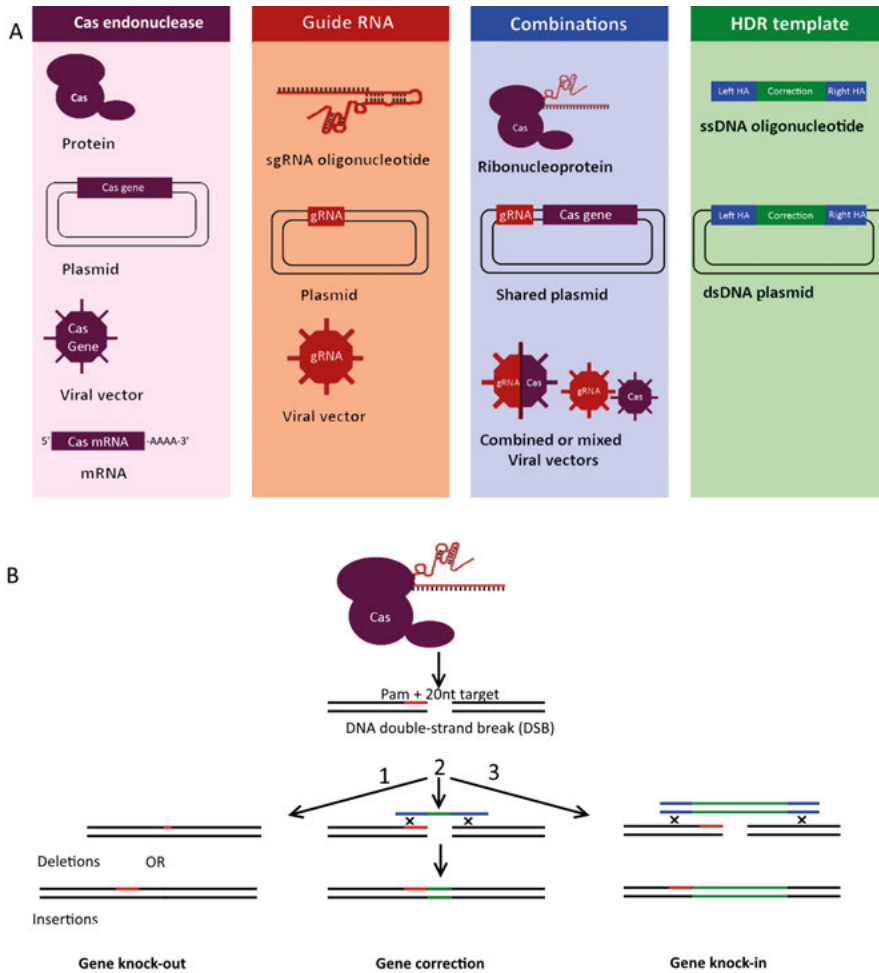 A
Cas endonuclease
Cas
Protein
Cas gene
Plasmid
Cas
Gene
Viral vector
5' Cas mRNA -AAAA-3'
mRNA
Guide RNA
sgRNA oligonucleotide
gRNA
Plasmid
gRNA
Viral vector
Combinations
Cas
Ribonucleoprotein
gRNA Cas gene
Shared plasmid
gRNA Cas gRNA Cas
Combined or mixed
Viral vectors
HDR template
Left HA Correction Right HA
ssDNA oligonucleotide
Left HA Correction Right HA
dsDNA plasmid
B
Cas
Pam + 20nt target
DNA double-strand break (DSB)
1 2 3
x x x x
Deletions OR
Insertions
Gene knock-out Gene correction Gene knock-in